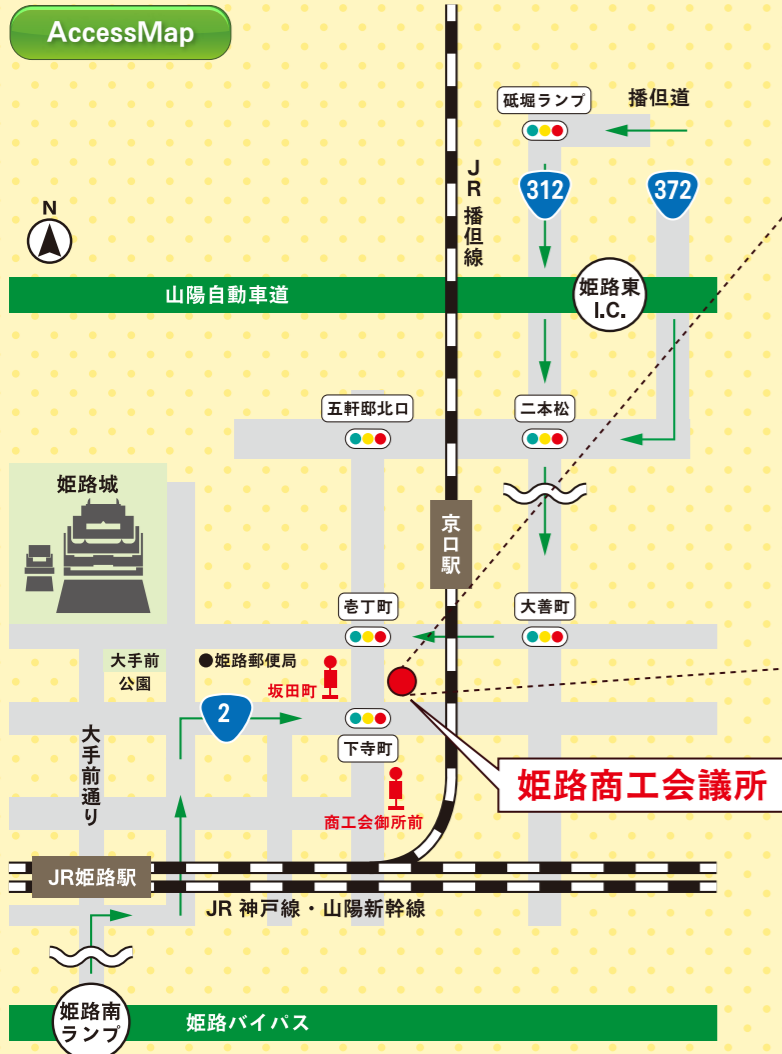 AccessMap
砥堀ランプ
播但道
JR播但線
312
372
N
山陽自動車道
姫路東
I.C.
五軒邸北口
二本松
姫路城
京口駅
壱丁町
大善町
大手前
公園
●姫路郵便局
坂田町
2
下寺町
大手前通り
姫路商工会議所
商工会御所前
JR姫路駅
JR 神戸線・山陽新幹線
姫路南
ランプ
姫路バイパス